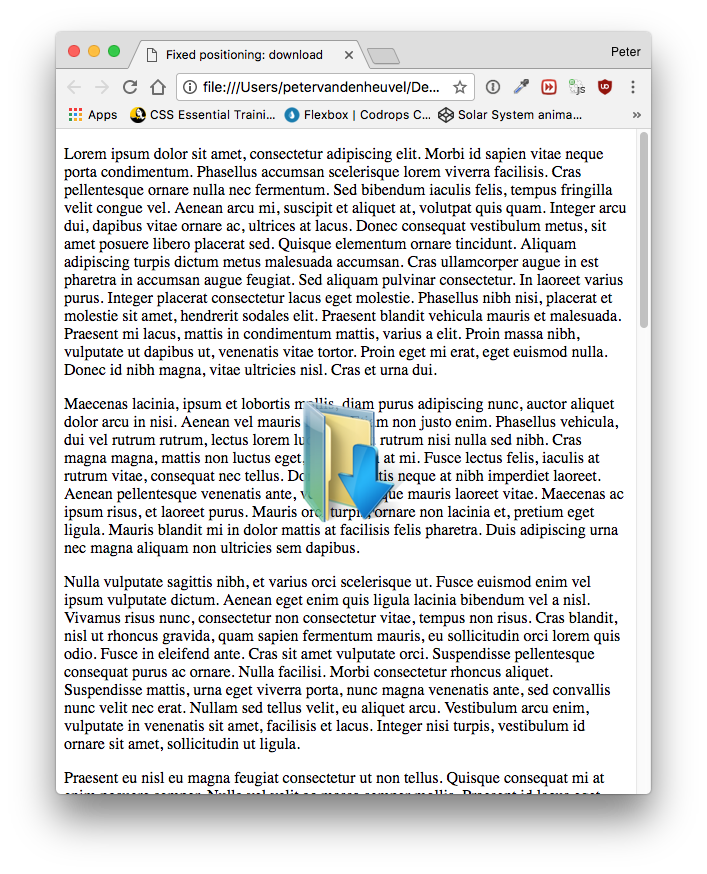 Fixed positioning: download
Peter
file:///Users/petervandenheuvel/De...
Apps CSS Essential Traini... Flexbox | Codrops C... Solar System anima... »
Lorem ipsum dolor sit amet, consectetur adipiscing elit. Morbi id sapien vitae neque
porta condimentum. Phasellus accumsan scelerisque lorem viverra facilisis. Cras
pellentesque ornare nulla nec fermentum. Sed bibendum iaculis felis, tempus fringilla
velit congue vel. Aenean arcu mi, suscipit et aliquet at, volutpat quis quam. Integer arcu
dui, dapibus vitae ornare ac, ultrices at lacus. Donec consequat vestibulum metus, sit
amet posuere libero placerat sed. Quisque elementum ornare tincidunt. Aliquam
adipiscing turpis dictum metus malesuada accumsan. Cras ullamcorper augue in est
pharetra in accumsan augue feugiat. Sed aliquam pulvinar consectetur. In laoreet varius
purus. Integer placerat consectetur lacus eget molestie. Phasellus nibh nisi, placerat et
molestie sit amet, hendrerit sodales elit. Praesent blandit vehicula mauris et malesuada.
Praesent mi lacus, mattis in condimentum mattis, varius a elit. Proin massa nibh,
vulputate ut dapibus ut, venenatis vitae tortor. Proin eget mi erat, eget euismod nulla.
Donec id nibh magna, vitae ultricies nisl. Cras et urna dui.
Maecenas lacinia, ipsum et lobortis mollis, diam purus adipiscing nunc, auctor aliquet
dolor arcu in nisi. Aenean vel mauris non justo enim. Phasellus vehicula,
dui vel rutrum rutrum, lectus lorem rutrum nisi nulla sed nibh. Cras
magna magna, mattis non luctus eget, at mi. Fusce lectus felis, iaculis at
rutrum vitae, consequat nec tellus. neque at nibh imperdiet laoreet.
Aenean pellentesque venenatis ante, mauris laoreet vitae. Maecenas ac
ipsum risus, et laoreet purus. Mauris orci turpis, ornare non lacinia et, pretium eget
ligula. Mauris blandit mi in dolor mattis at facilisis felis pharetra. Duis adipiscing urna
nec magna aliquam non ultricies sem dapibus.
Nulla vulputate sagittis nibh, et varius orci scelerisque ut. Fusce euismod enim vel
ipsum vulputate dictum. Aenean eget enim quis ligula lacinia bibendum vel a nisl.
Vivamus risus nunc, consectetur non consectetur vitae, tempus non risus. Cras blandit,
nisl ut rhoncus gravida, quam sapien fermentum mauris, eu sollicitudin orci lorem quis
odio. Fusce in eleifend ante. Cras sit amet vulputate orci. Suspendisse pellentesque
consequat purus ac ornare. Nulla facilisi. Morbi consectetur rhoncus aliquet.
Suspendisse mattis, urna eget viverra porta, nunc magna venenatis ante, sed convallis
nunc velit nec erat. Nullam sed tellus velit, eu aliquet arcu. Vestibulum arcu enim,
vulputate in venenatis sit amet, facilisis et lacus. Integer nisi turpis, vestibulum id
ornare sit amet, sollicitudin ut ligula.
Praesent eu nisl eu magna feugiat consectetur ut non tellus. Quisque consequat mi at